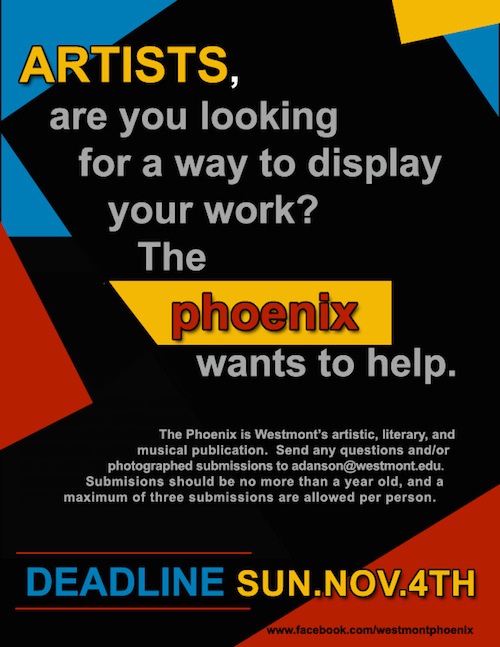 ARTISTS,
are you looking
for a way to display
your work?
The
phoenix
wants to help.
The Phoenix is Westmont's artistic, literary, and
musical publication. Send any questions and/or
photographed submissions to adanson@westmont.edu.
Submisions should be no more than a year old, and a
maximum of three submissions are allowed per person.
DEADLINE SUN.NOV.4TH
www.facebook.com/westmontphoenix